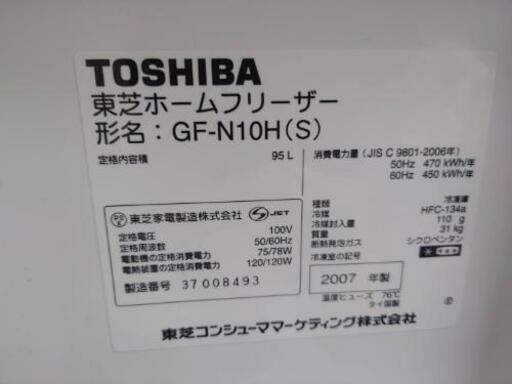 TOSHIBA
東芝ホームフリーザー
形名：GF-N10H(S)
定格内容積 95 L
消費電力量 (JIS C 9801-2006年)
50Hz 470 kWh/年
60Hz 450 kWh/年
種類 冷凍庫
冷媒 HFC-134a
冷媒封入量 110 g
質量 31 kg
断熱発泡ガス シクロペンタン
冷凍室の記号
PS E 東芝家電製造株式会社 S JET
定格電圧 100V
定格周波数 50/60Hz
電動機の定格消費電力 75/78W
電熱装置の定格消費電力 120/120W
製造番号 37008493
2007 年製
温度ヒューズ 76℃
タイ国製
東芝コンシューママーケティング株式会社